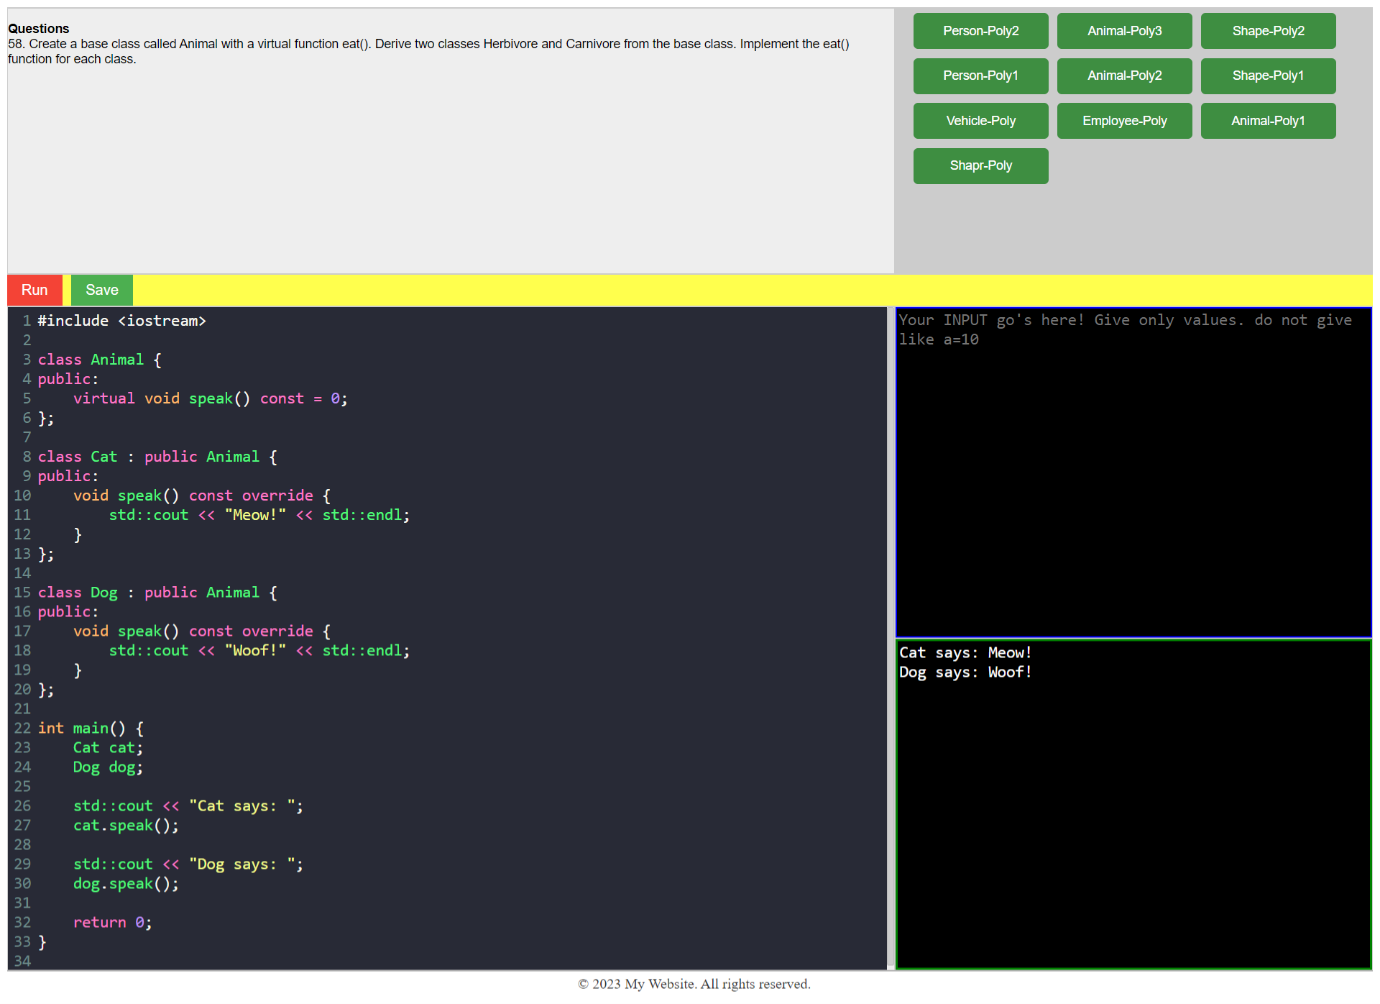 Questions
58. Create a base class called Animal with a virtual function eat(). Derive two classes Herbivore and Carnivore from the base class. Implement the eat()
function for each class.
Person-Poly2 Animal-Poly3 Shape-Poly2
Person-Poly1 Animal-Poly2 Shape-Poly1
Vehicle-Poly Employee-Poly Animal-Poly1
Shapr-Poly
Run Save
1 #include <iostream>
2
3 class Animal {
4 public:
5     virtual void speak() const = 0;
6 };
7
8 class Cat : public Animal {
9 public:
10     void speak() const override {
11         std::cout << "Meow!" << std::endl;
12     }
13 };
14
15 class Dog : public Animal {
16 public:
17     void speak() const override {
18         std::cout << "Woof!" << std::endl;
19     }
20 };
21
22 int main() {
23     Cat cat;
24     Dog dog;
25
26     std::cout << "Cat says: ";
27     cat.speak();
28
29     std::cout << "Dog says: ";
30     dog.speak();
31
32     return 0;
33 }
34
Your INPUT go's here! Give only values. do not give
like a=10
Cat says: Meow!
Dog says: Woof!
© 2023 My Website. All rights reserved.